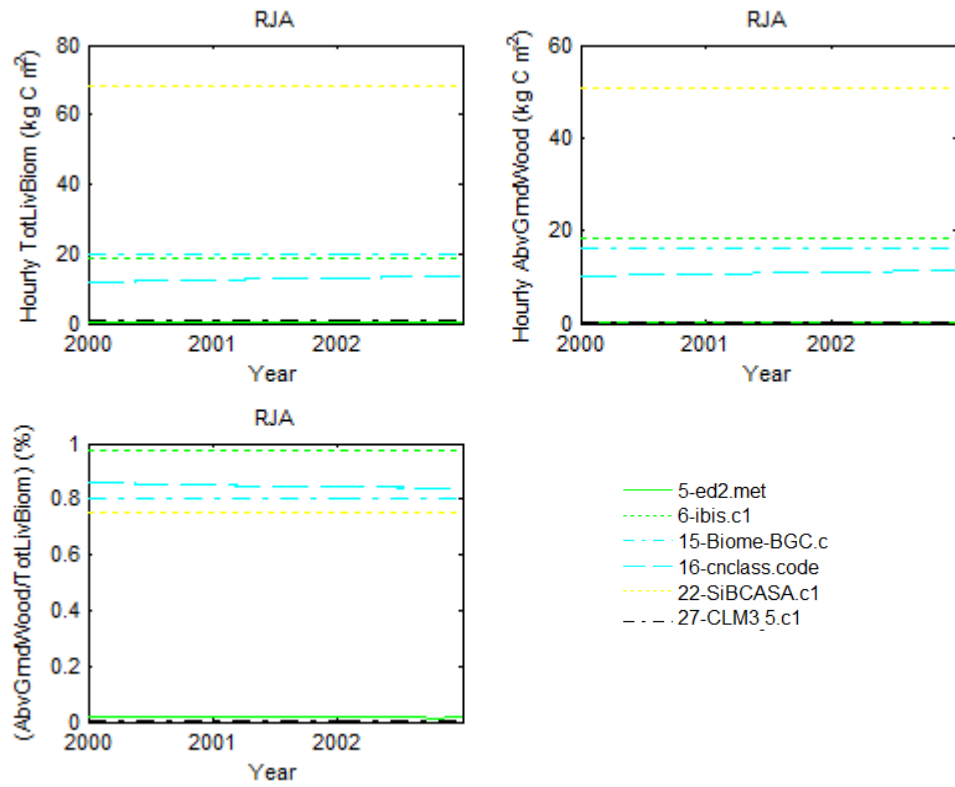 RJA
Hourly TotLivBiom (kg C m²)
80
60
40
20
0
2000
2001
2002
Year
RJA
Hourly AbvGrndWood (kg C m²)
60
40
20
0
2000
2001
2002
Year
RJA
(AbvGrndWood/TotLivBiom) (%)
1
0.8
0.6
0.4
0.2
0
2000
2001
2002
Year
5-ed2.met
6-ibis.c1
15-Biome-BGC.c
16-cnclass.code
22-SiBCASA.c1
27-CLM3_5.c1